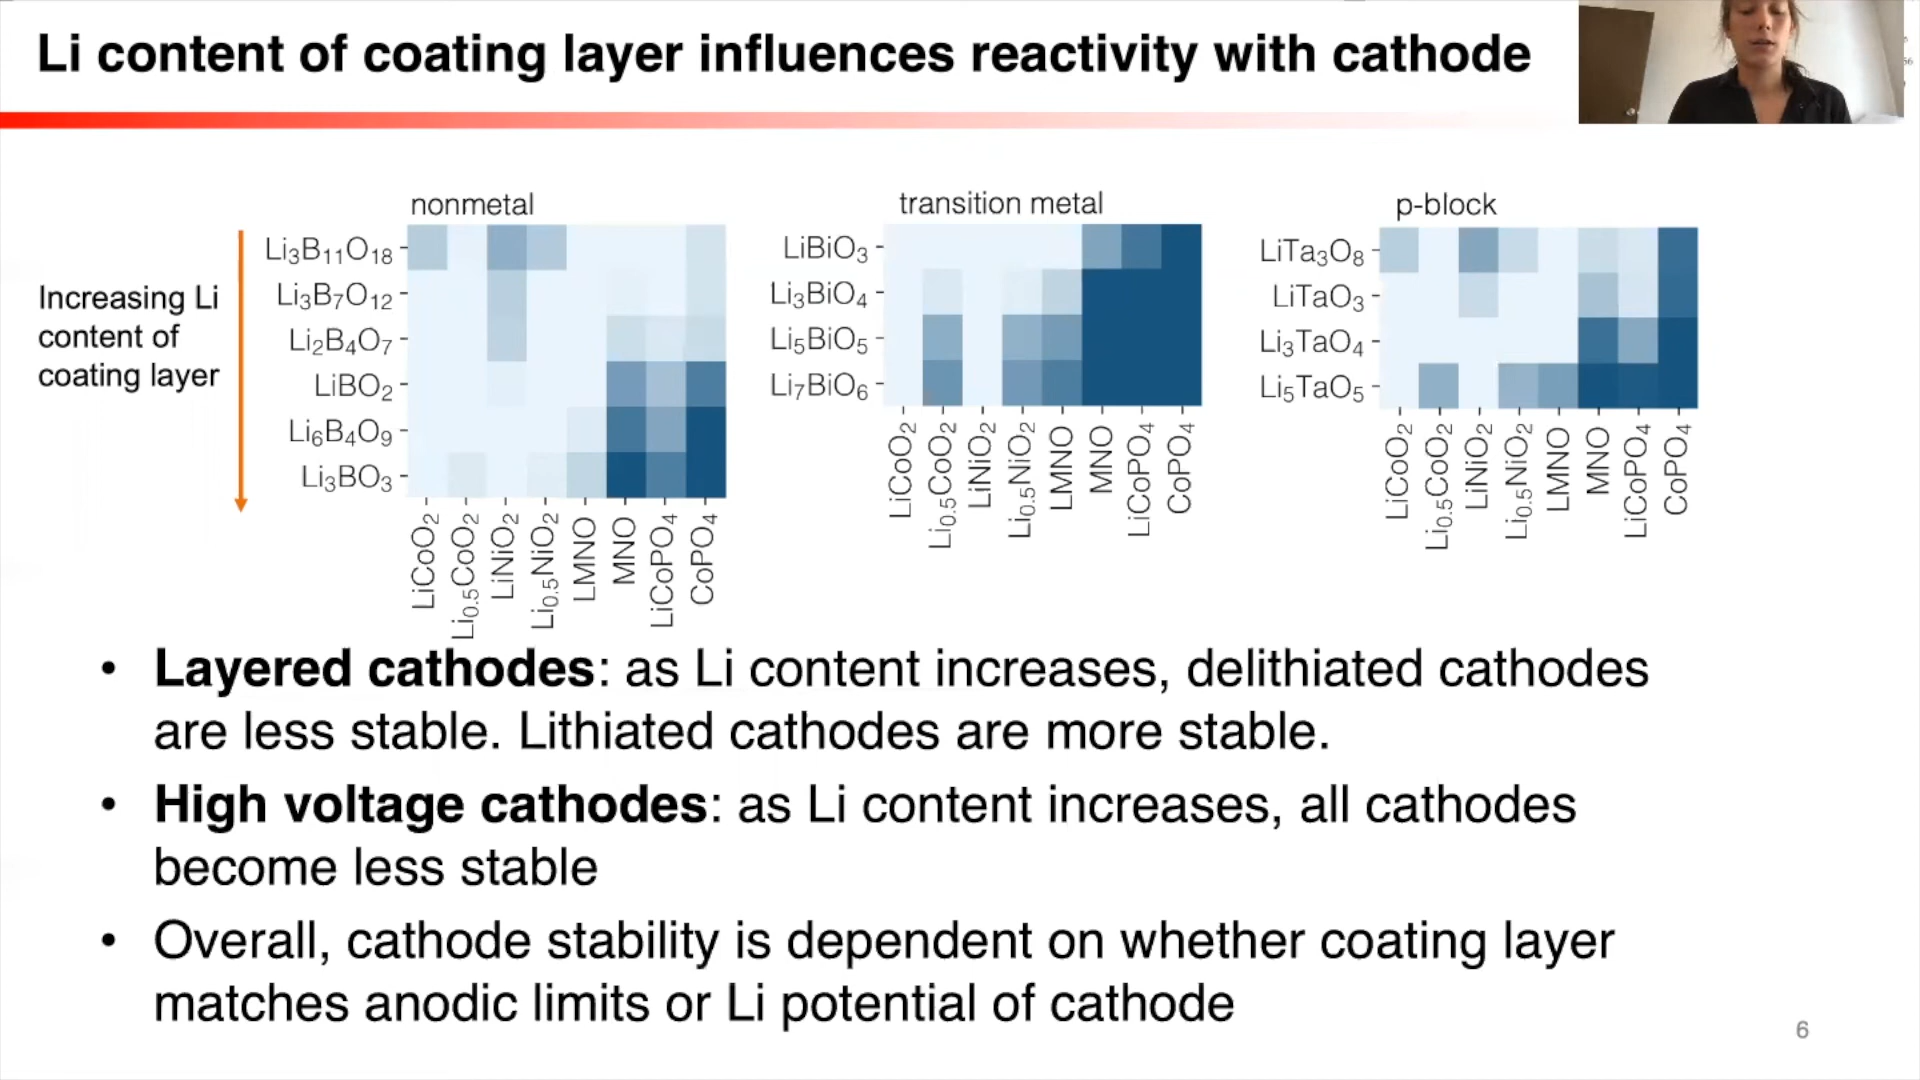 Li content of coating layer influences reactivity with cathode
Increasing Li
content of
coating layer
nonmetal
Li₃B₁₁O₁₈
Li₃B₇O₁₂
Li₂B₄O₇
LiBO₂
Li₆B₄O₉
Li₃BO₃
LiCoO₂
Li₀.₅CoO₂
LiNiO₂
Li₀.₅NiO₂
LMNO
MNO
LiCoPO₄
CoPO₄
transition metal
LiBiO₃
Li₃BiO₄
Li₅BiO₅
Li₇BiO₆
LiCoO₂
Li₀.₅CoO₂
LiNiO₂
Li₀.₅NiO₂
LMNO
MNO
LiCoPO₄
CoPO₄
p-block
LiTa₃O₈
LiTaO₃
Li₃TaO₄
Li₅TaO₅
LiCoO₂
Li₀.₅CoO₂
LiNiO₂
Li₀.₅NiO₂
LMNO
MNO
LiCoPO₄
CoPO₄
• Layered cathodes: as Li content increases, delithiated cathodes
are less stable. Lithiated cathodes are more stable.
• High voltage cathodes: as Li content increases, all cathodes
become less stable
• Overall, cathode stability is dependent on whether coating layer
matches anodic limits or Li potential of cathode
6